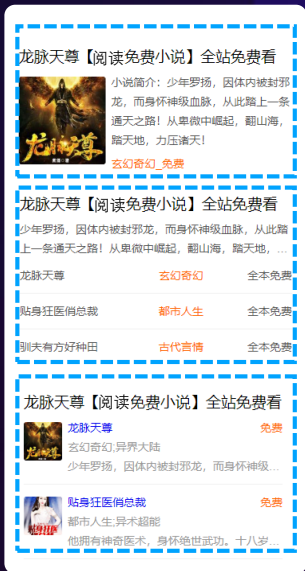 龙脉天尊【阅读免费小说】全站免费看
龙脉天尊
小说简介：少年罗扬，因体内被封邪
龙，而身怀神级血脉，从此踏上一条
通天之路！从卑微中崛起，翻山海，
踏天地，力压诸天！
玄幻奇幻_免费
龙脉天尊【阅读免费小说】全站免费看
少年罗扬，因体内被封邪龙，而身怀神级血脉，从此踏
上一条通天之路！从卑微中崛起，翻山海，踏天地，…
龙脉天尊 玄幻奇幻 全本免费
贴身狂医俏总裁 都市人生 全本免费
驯夫有方好种田 古代言情 全本免费
龙脉天尊【阅读免费小说】全站免费看
龙脉天尊
龙脉天尊 免费
玄幻奇幻;异界大陆
少年罗扬，因体内被封邪龙，而身怀神级…
贴身狂医
贴身狂医俏总裁 免费
都市人生;异术超能
他拥有神奇医术，身怀绝世武功。十八岁…